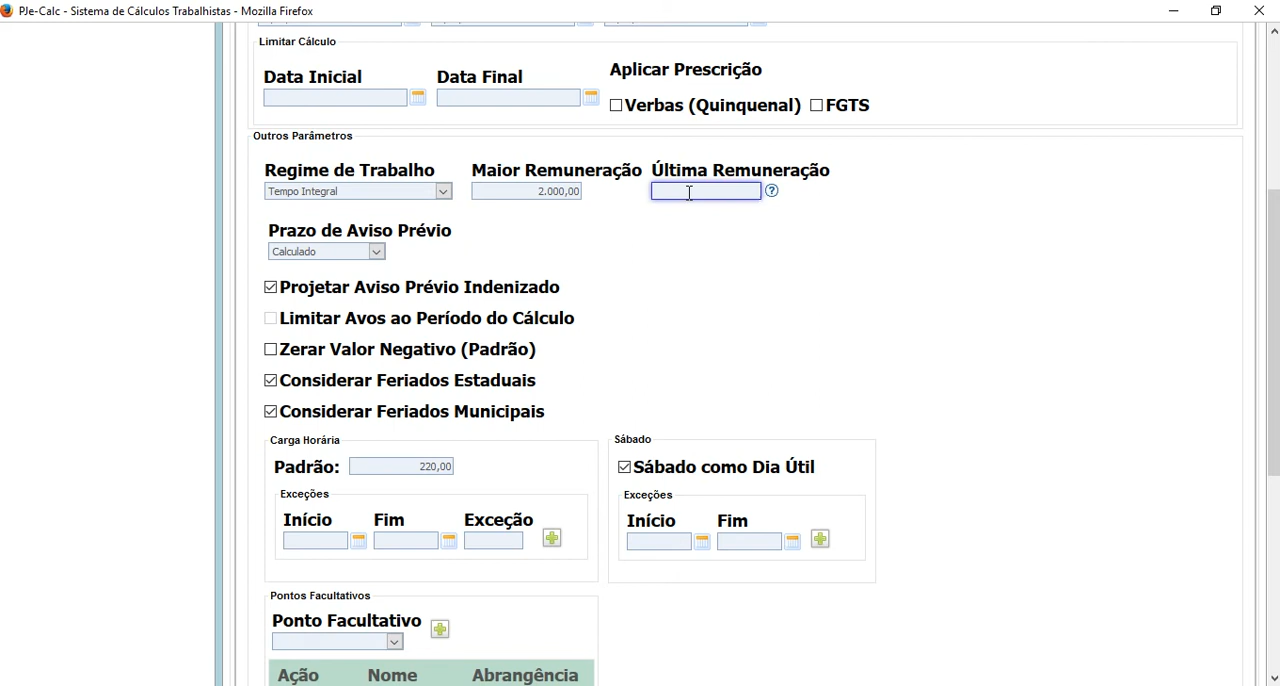 PJe-Calc - Sistema de Cálculos Trabalhistas - Mozilla Firefox
Limitar Cálculo
Data Inicial Data Final Aplicar Prescrição
Verbas (Quinquenal) FGTS
Outros Parâmetros
Regime de Trabalho Maior Remuneração Última Remuneração
Tempo Integral 2.000,00 ?
Prazo de Aviso Prévio
Calculado
Projetar Aviso Prévio Indenizado
Limitar Avos ao Período do Cálculo
Zerar Valor Negativo (Padrão)
Considerar Feriados Estaduais
Considerar Feriados Municipais
Carga Horária Sábado
Padrão: 220,00 Sábado como Dia Útil
Exceções Exceções
Início Fim Exceção Início Fim
Pontos Facultativos
Ponto Facultativo
Ação Nome Abrangência